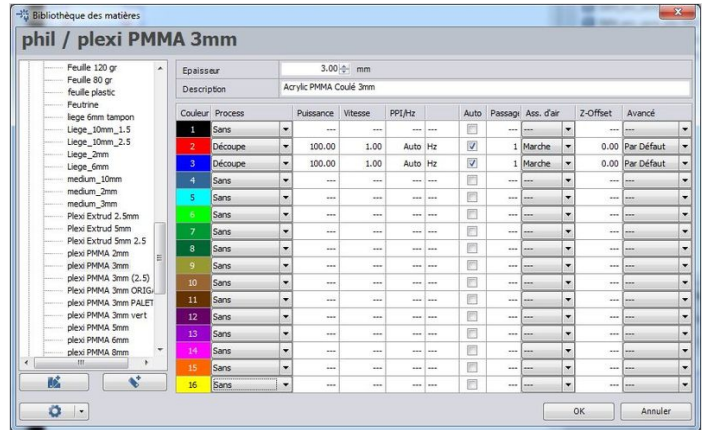 Bibliothèque des matières
phil / plexi PMMA 3mm
Feuille 120 gr
Feuille 80 gr
feuille plastic
Feutrine
liege 6mm tampon
Liege_10mm_1.5
Liege_10mm_2.5
Liege_2mm
Liege_6mm
medium_10mm
medium_2mm
medium_3mm
Plexi Extrud 2.5mm
Plexi Extrud 5mm
Plexi Extrud 5mm 2.5
plexi PMMA 2mm
plexi PMMA 3mm
plexi PMMA 3mm (2.5)
plexi PMMA 3mm ORIGA
plexi PMMA 3mm PALET
plexi PMMA 3mm vert
plexi PMMA 5mm
plexi PMMA 6mm
plexi PMMA 8mm
Epaisseur 3.00 mm
Description Acrylic PMMA Coulé 3mm
Couleur Process Puissance Vitesse PPI/Hz Auto Passage Ass. d'air Z-Offset Avancé
1 Sans --- --- --- --- --- --- --- ---
2 Découpe 100.00 1.00 Auto Hz 1 Marche 0.00 Par Défaut
3 Découpe 100.00 1.00 Auto Hz 1 Marche 0.00 Par Défaut
4 Sans --- --- --- --- --- --- --- ---
5 Sans --- --- --- --- --- --- --- ---
6 Sans --- --- --- --- --- --- --- ---
7 Sans --- --- --- --- --- --- --- ---
8 Sans --- --- --- --- --- --- --- ---
9 Sans --- --- --- --- --- --- --- ---
10 Sans --- --- --- --- --- --- --- ---
11 Sans --- --- --- --- --- --- --- ---
12 Sans --- --- --- --- --- --- --- ---
13 Sans --- --- --- --- --- --- --- ---
14 Sans --- --- --- --- --- --- --- ---
15 Sans --- --- --- --- --- --- --- ---
16 Sans --- --- --- --- --- --- --- ---
OK Annuler